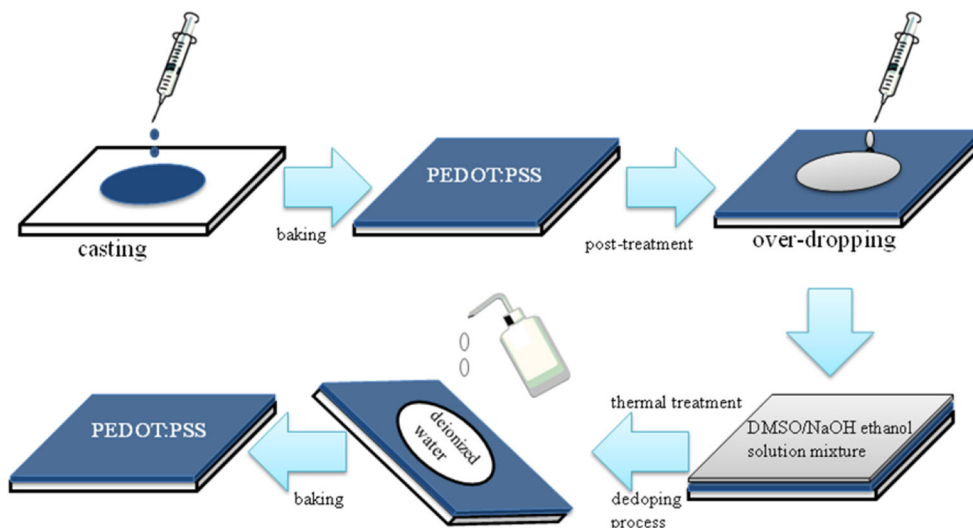 casting
baking
PEDOT:PSS
post-treatment
over-dropping
DMSO/NaOH ethanol
solution mixture
thermal treatment
dedoping
process
deionized
water
baking
PEDOT:PSS